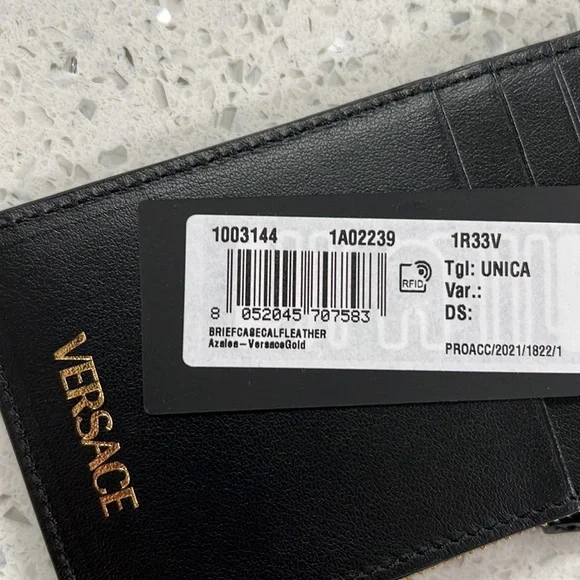 1003144 1A02239 1R33V
RFID
Tgl: UNICA
Var.:
DS:
8 052045 707583
BRIEFCASECALFLEATHER
Azalea-VersaceGold
PROACC/2021/1822/1
VERSACE